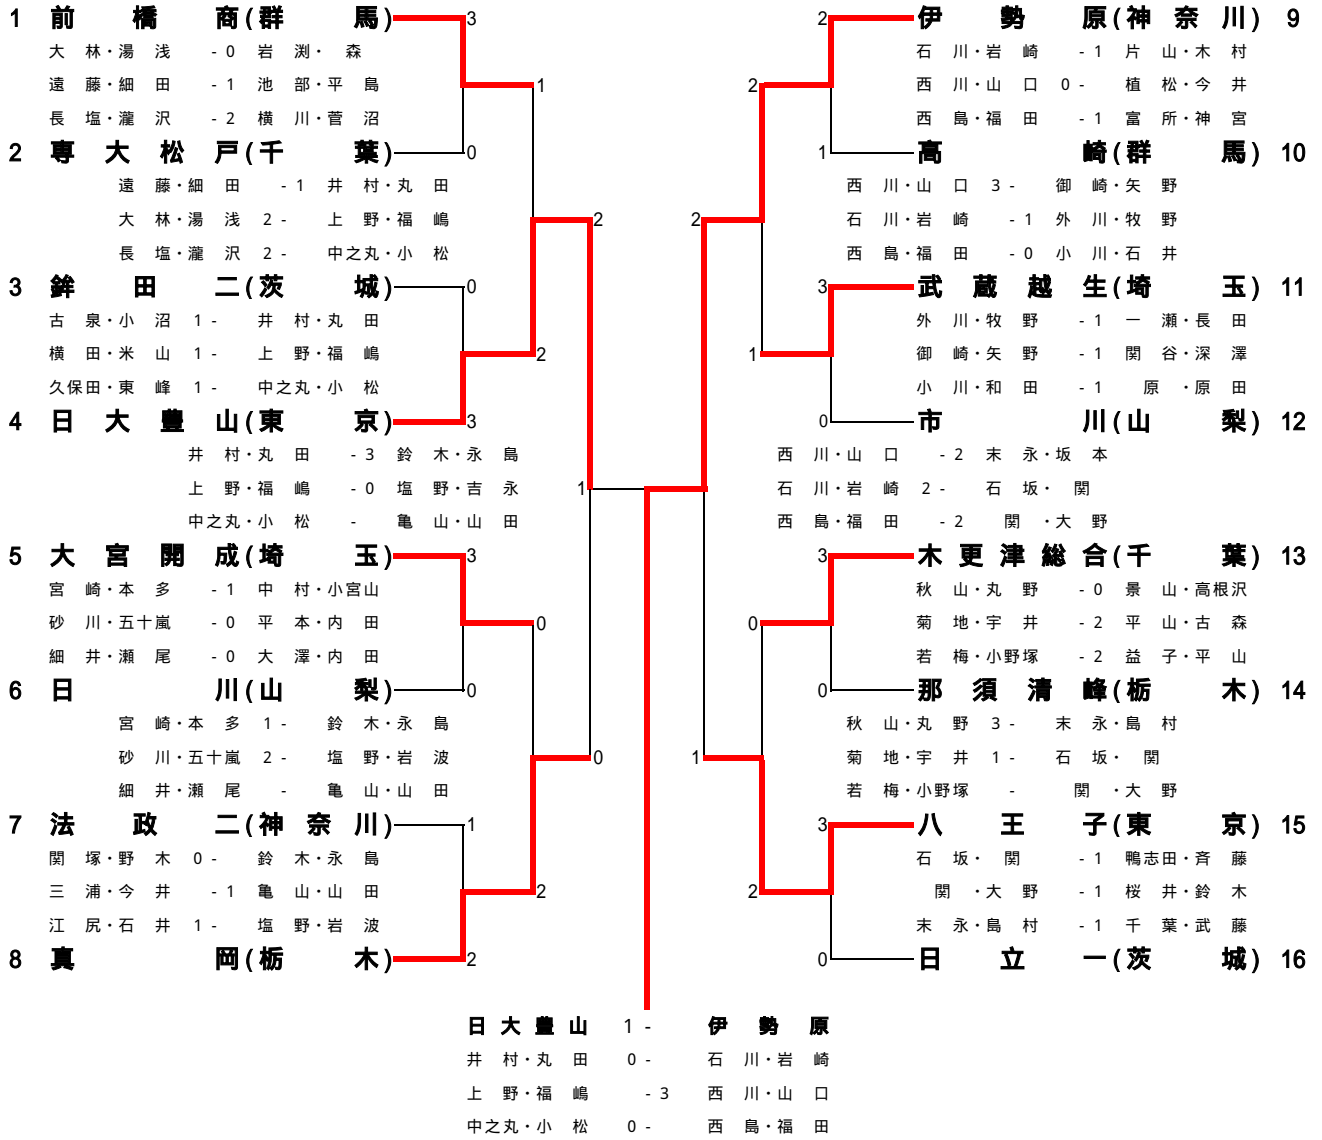 1 前橋商(群馬) 3
大林・湯浅 -0 岩渕・森
遠藤・細田 -1 池部・平島
1
長塩・瀧沢 -2 横川・菅沼
2 専大松戸(千葉) 0
遠藤・細田 -1 井村・丸田
大林・湯浅 2- 上野・福嶋
2
長塩・瀧沢 2- 中之丸・小松
3 鉾田二(茨城) 0
古泉・小沼 1- 井村・丸田
横田・米山 1- 上野・福嶋
2
久保田・東峰 1- 中之丸・小松
4 日大豊山(東京) 3
井村・丸田 -3 鈴木・永島
上野・福嶋 -0 塩野・吉永
1
中之丸・小松 - 亀山・山田
5 大宮開成(埼玉) 3
宮崎・本多 -1 中村・小宮山
砂川・五十嵐 -0 平本・内田
0
細井・瀬尾 -0 大澤・内田
6 日川(山梨) 0
宮崎・本多 1- 鈴木・永島
砂川・五十嵐 2- 塩野・岩波
0
細井・瀬尾 - 亀山・山田
7 法政二(神奈川) 1
関塚・野木 0- 鈴木・永島
三浦・今井 -1 亀山・山田
2
江尻・石井 1- 塩野・岩波
8 真岡(栃木) 2
2 伊勢原(神奈川) 9
石川・岩崎 -1 片山・木村
2
西川・山口 0- 植松・今井
西島・福田 -1 富所・神宮
1 高崎(群馬) 10
西川・山口 3- 御崎・矢野
2
石川・岩崎 -1 外川・牧野
西島・福田 -0 小川・石井
3 武蔵越生(埼玉) 11
外川・牧野 -1 一瀬・長田
1
御崎・矢野 -1 関谷・深澤
小川・和田 -1 原・原田
0 市川(山梨) 12
西川・山口 -2 末永・坂本
石川・岩崎 2- 石坂・関
西島・福田 -2 関・大野
3 木更津総合(千葉) 13
秋山・丸野 -0 景山・高根沢
0
菊地・宇井 -2 平山・古森
若梅・小野塚 -2 益子・平山
0 那須清峰(栃木) 14
秋山・丸野 3- 末永・島村
1
菊地・宇井 1- 石坂・関
若梅・小野塚 - 関・大野
3 八王子(東京) 15
石坂・関 -1 鴨志田・斉藤
2
関・大野 -1 桜井・鈴木
末永・島村 -1 千葉・武藤
0 日立一(茨城) 16
日大豊山 1- 伊勢原
井村・丸田 0- 石川・岩崎
上野・福嶋 -3 西川・山口
中之丸・小松 0- 西島・福田